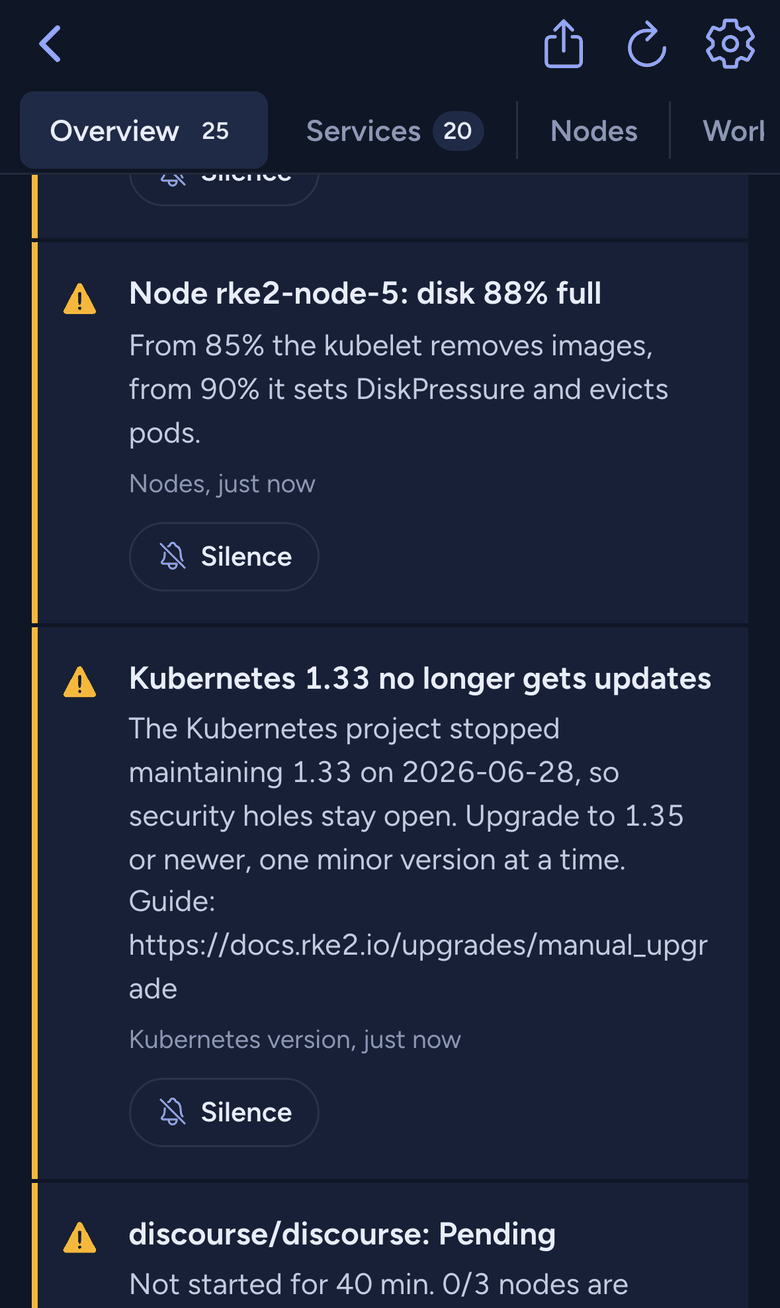 Overview 25
Services 20
Nodes
Silence
Node rke2-node-5: disk 88% full
From 85% the kubelet removes images,
from 90% it sets DiskPressure and evicts
pods.
Nodes, just now
Silence
Kubernetes 1.33 no longer gets updates
The Kubernetes project stopped
maintaining 1.33 on 2026-06-28, so
security holes stay open. Upgrade to 1.35
or newer, one minor version at a time.
Guide:
https://docs.rke2.io/upgrades/manual_upgr
ade
Kubernetes version, just now
Silence
discourse/discourse: Pending
Not started for 40 min. 0/3 nodes are